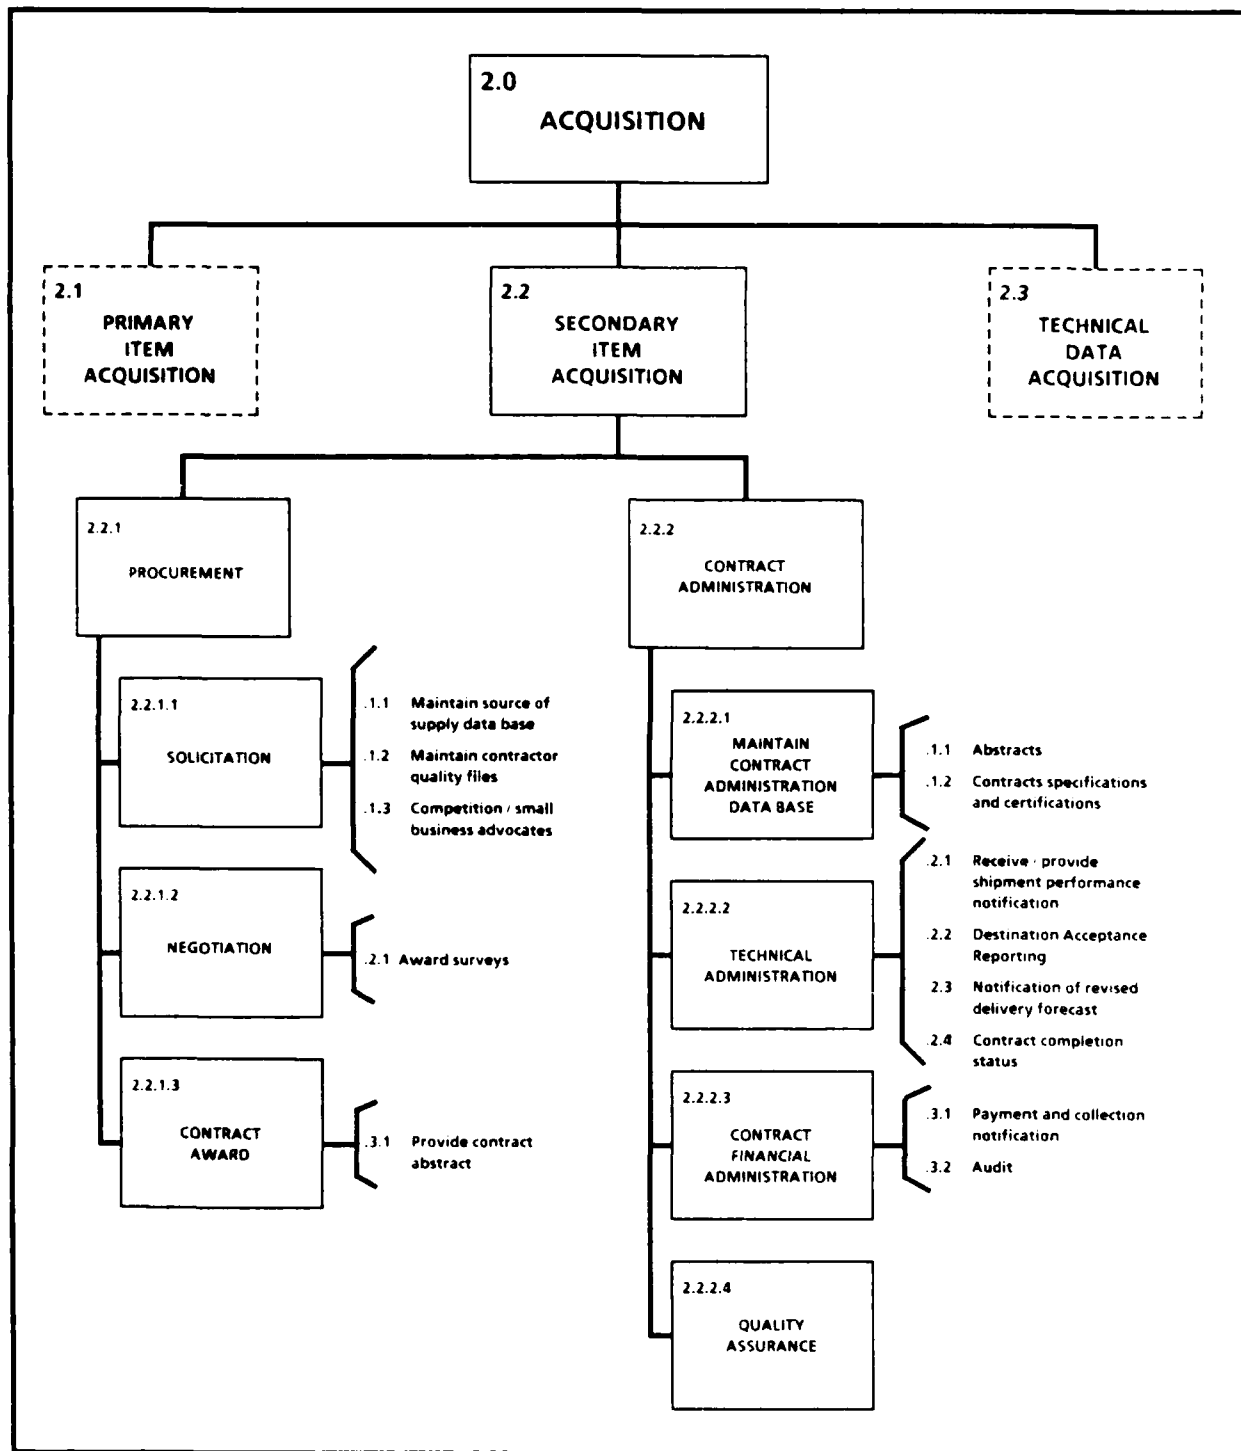 2.0
ACQUISITION
2.1
PRIMARY
ITEM
ACQUISITION
2.2
SECONDARY
ITEM
ACQUISITION
2.3
TECHNICAL
DATA
ACQUISITION
2.2.1
PROCUREMENT
2.2.1.1
SOLICITATION
.1.1 Maintain source of
supply data base
.1.2 Maintain contractor
quality files
.1.3 Competition / small
business advocates
2.2.1.2
NEGOTIATION
.2.1 Award surveys
2.2.1.3
CONTRACT
AWARD
.3.1 Provide contract
abstract
2.2.2
CONTRACT
ADMINISTRATION
2.2.2.1
MAINTAIN
CONTRACT
ADMINISTRATION
DATA BASE
.1.1 Abstracts
.1.2 Contracts specifications
and certifications
2.2.2.2
TECHNICAL
ADMINISTRATION
.2.1 Receive / provide
shipment performance
notification
.2.2 Destination Acceptance
Reporting
2.3 Notification of revised
delivery forecast
.2.4 Contract completion
status
2.2.2.3
CONTRACT
FINANCIAL
ADMINISTRATION
.3.1 Payment and collection
notification
.3.2 Audit
2.2.2.4
QUALITY
ASSURANCE